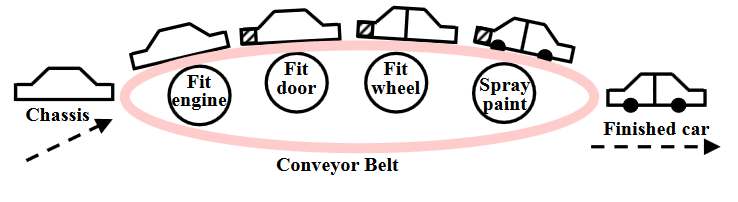 Chassis
Fit
engine
Fit
door
Fit
wheel
Spray
paint
Finished car
Conveyor Belt